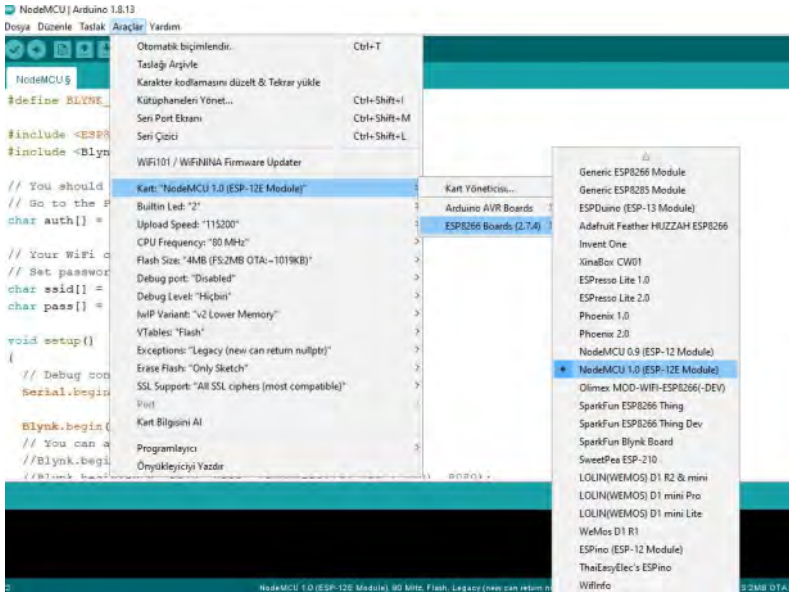 NodeMCU | Arduino 1.8.13
Dosya Düzenle Taslak Araçlar Yardım
NodeMCU §
#define BLYNK_
#include <ESP8
#include <Blyn
// You should
// Go to the
char auth[] =
// Your WiFi
// Set passwor
char ssid[] =
char pass[] =
void setup()
{
// Debug con
Serial.begin
Blynk.begin(
// You can a
//Blynk.begi
Otomatik biçimlendir. Ctrl+T
Taslağı Arşivle
Karakter kodlamasını düzelt & Tekrar yükle
Kütüphaneleri Yönet... Ctrl+Shift+I
Seri Port Ekranı Ctrl+Shift+M
Seri Çizici Ctrl+Shift+L
WiFi101 / WiFiNINA Firmware Updater
Kart: "NodeMCU 1.0 (ESP-12E Module)"
Builtin Led: "2"
Upload Speed: "115200"
CPU Frequency: "80 MHz"
Flash Size: "4MB (FS:2MB OTA:~1019KB)"
Debug port: "Disabled"
Debug Level: "Hiçbiri"
lwIP Variant: "v2 Lower Memory"
VTables: "Flash"
Exceptions: "Legacy (new can return nullptr)"
Erase Flash: "Only Sketch"
SSL Support: "All SSL ciphers (most compatible)"
Port
Kart Bilgisini Al
Programlayıcı
Önyükleyiciyi Yazdır
Kart Yöneticisi...
Arduino AVR Boards
ESP8266 Boards (2.7.4)
Generic ESP8266 Module
Generic ESP8285 Module
ESPDuino (ESP-13 Module)
Adafruit Feather HUZZAH ESP8266
Invent One
XinaBox CW01
ESPresso Lite 1.0
ESPresso Lite 2.0
Phoenix 1.0
Phoenix 2.0
NodeMCU 0.9 (ESP-12 Module)
NodeMCU 1.0 (ESP-12E Module)
Olimex MOD-WIFI-ESP8266(-DEV)
SparkFun ESP8266 Thing
SparkFun ESP8266 Thing Dev
SparkFun Blynk Board
SweetPea ESP-210
LOLIN(WEMOS) D1 R2 & mini
LOLIN(WEMOS) D1 mini Pro
LOLIN(WEMOS) D1 mini Lite
WeMos D1 R1
ESPino (ESP-12 Module)
ThaiEasyElec's ESPino
WifInfo
NodeMCU 1.0 (ESP-12E Module), 80 MHz, Flash, Legacy (new can return